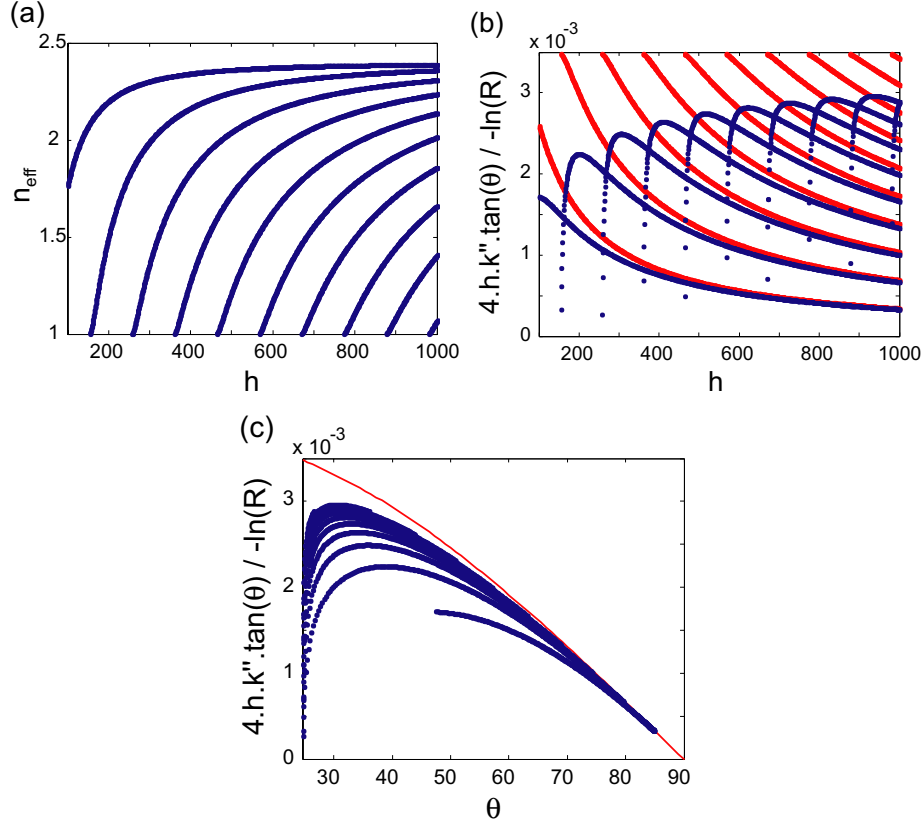 (a)
2.5
2
1.5
1
n_eff
200 400 600 800 1000
h
(b)
x 10^-3
3
2
1
0
4.h.k".tan(θ) / -ln(R)
200 400 600 800 1000
h
(c)
x 10^-3
3
2
1
0
4.h.k".tan(θ) / -ln(R)
30 40 50 60 70 80 90
θ